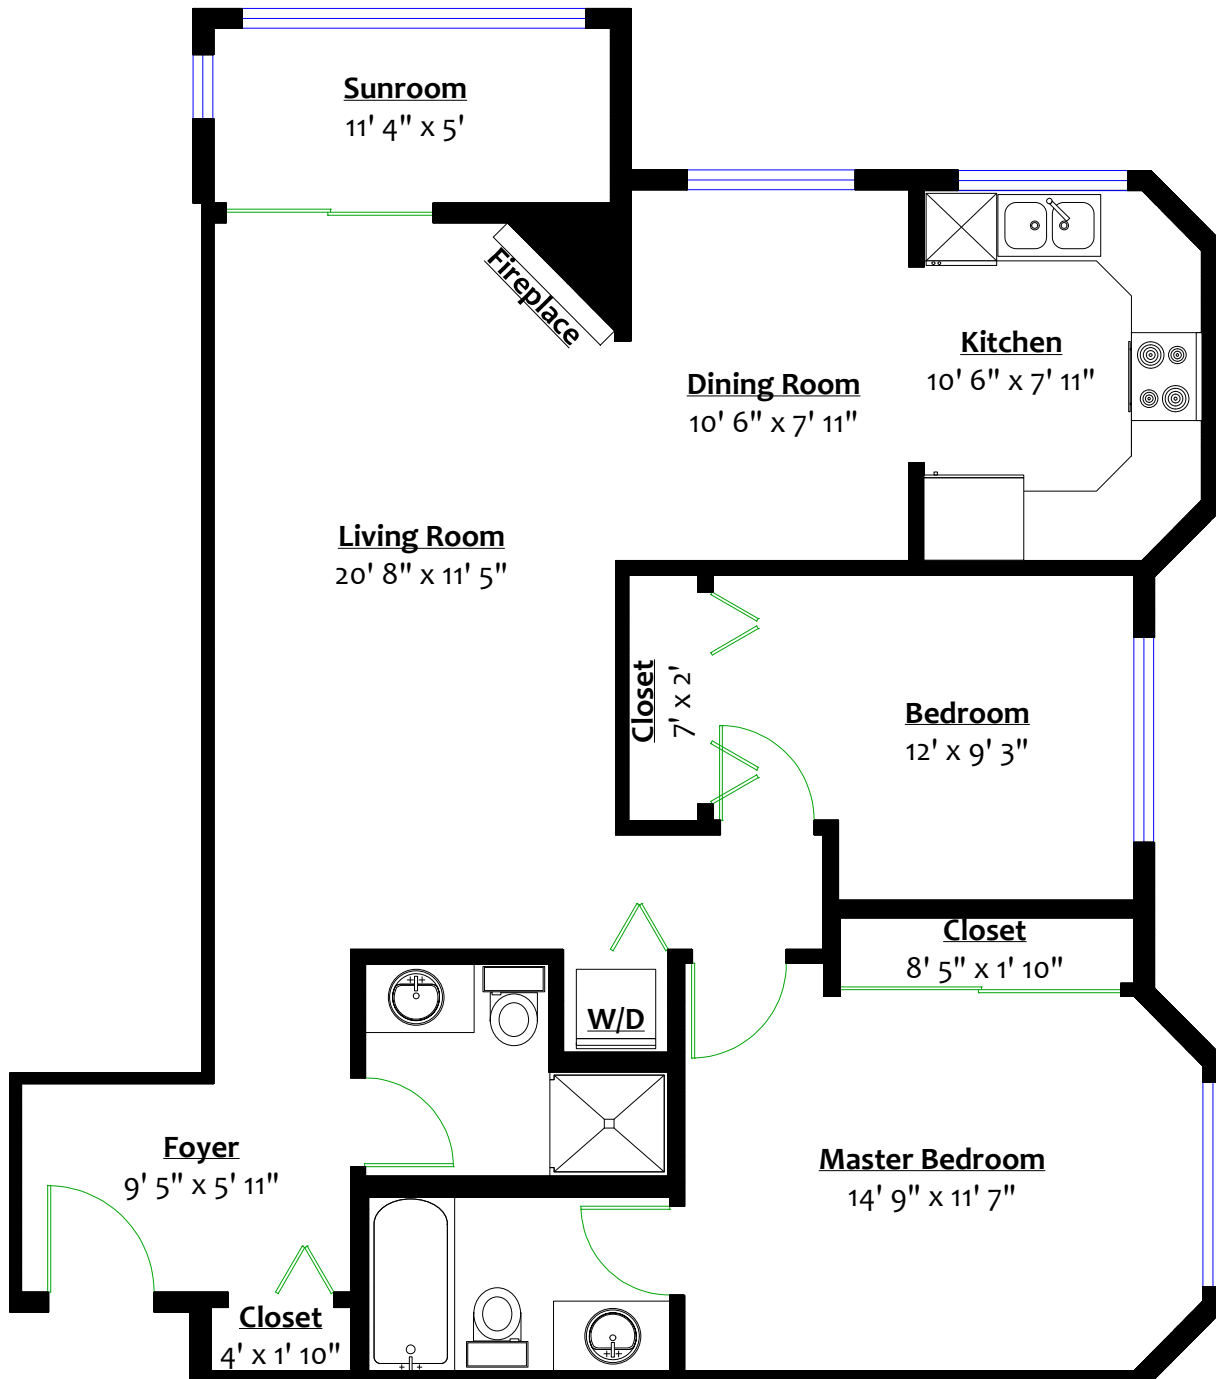 Sunroom
11' 4" x 5'
Fireplace
Kitchen
10' 6" x 7' 11"
Dining Room
10' 6" x 7' 11"
Living Room
20' 8" x 11' 5"
Closet
7' x 2'
Bedroom
12' x 9' 3"
Closet
8' 5" x 1' 10"
W/D
Foyer
9' 5" x 5' 11"
Master Bedroom
14' 9" x 11' 7"
Closet
4' x 1' 10"